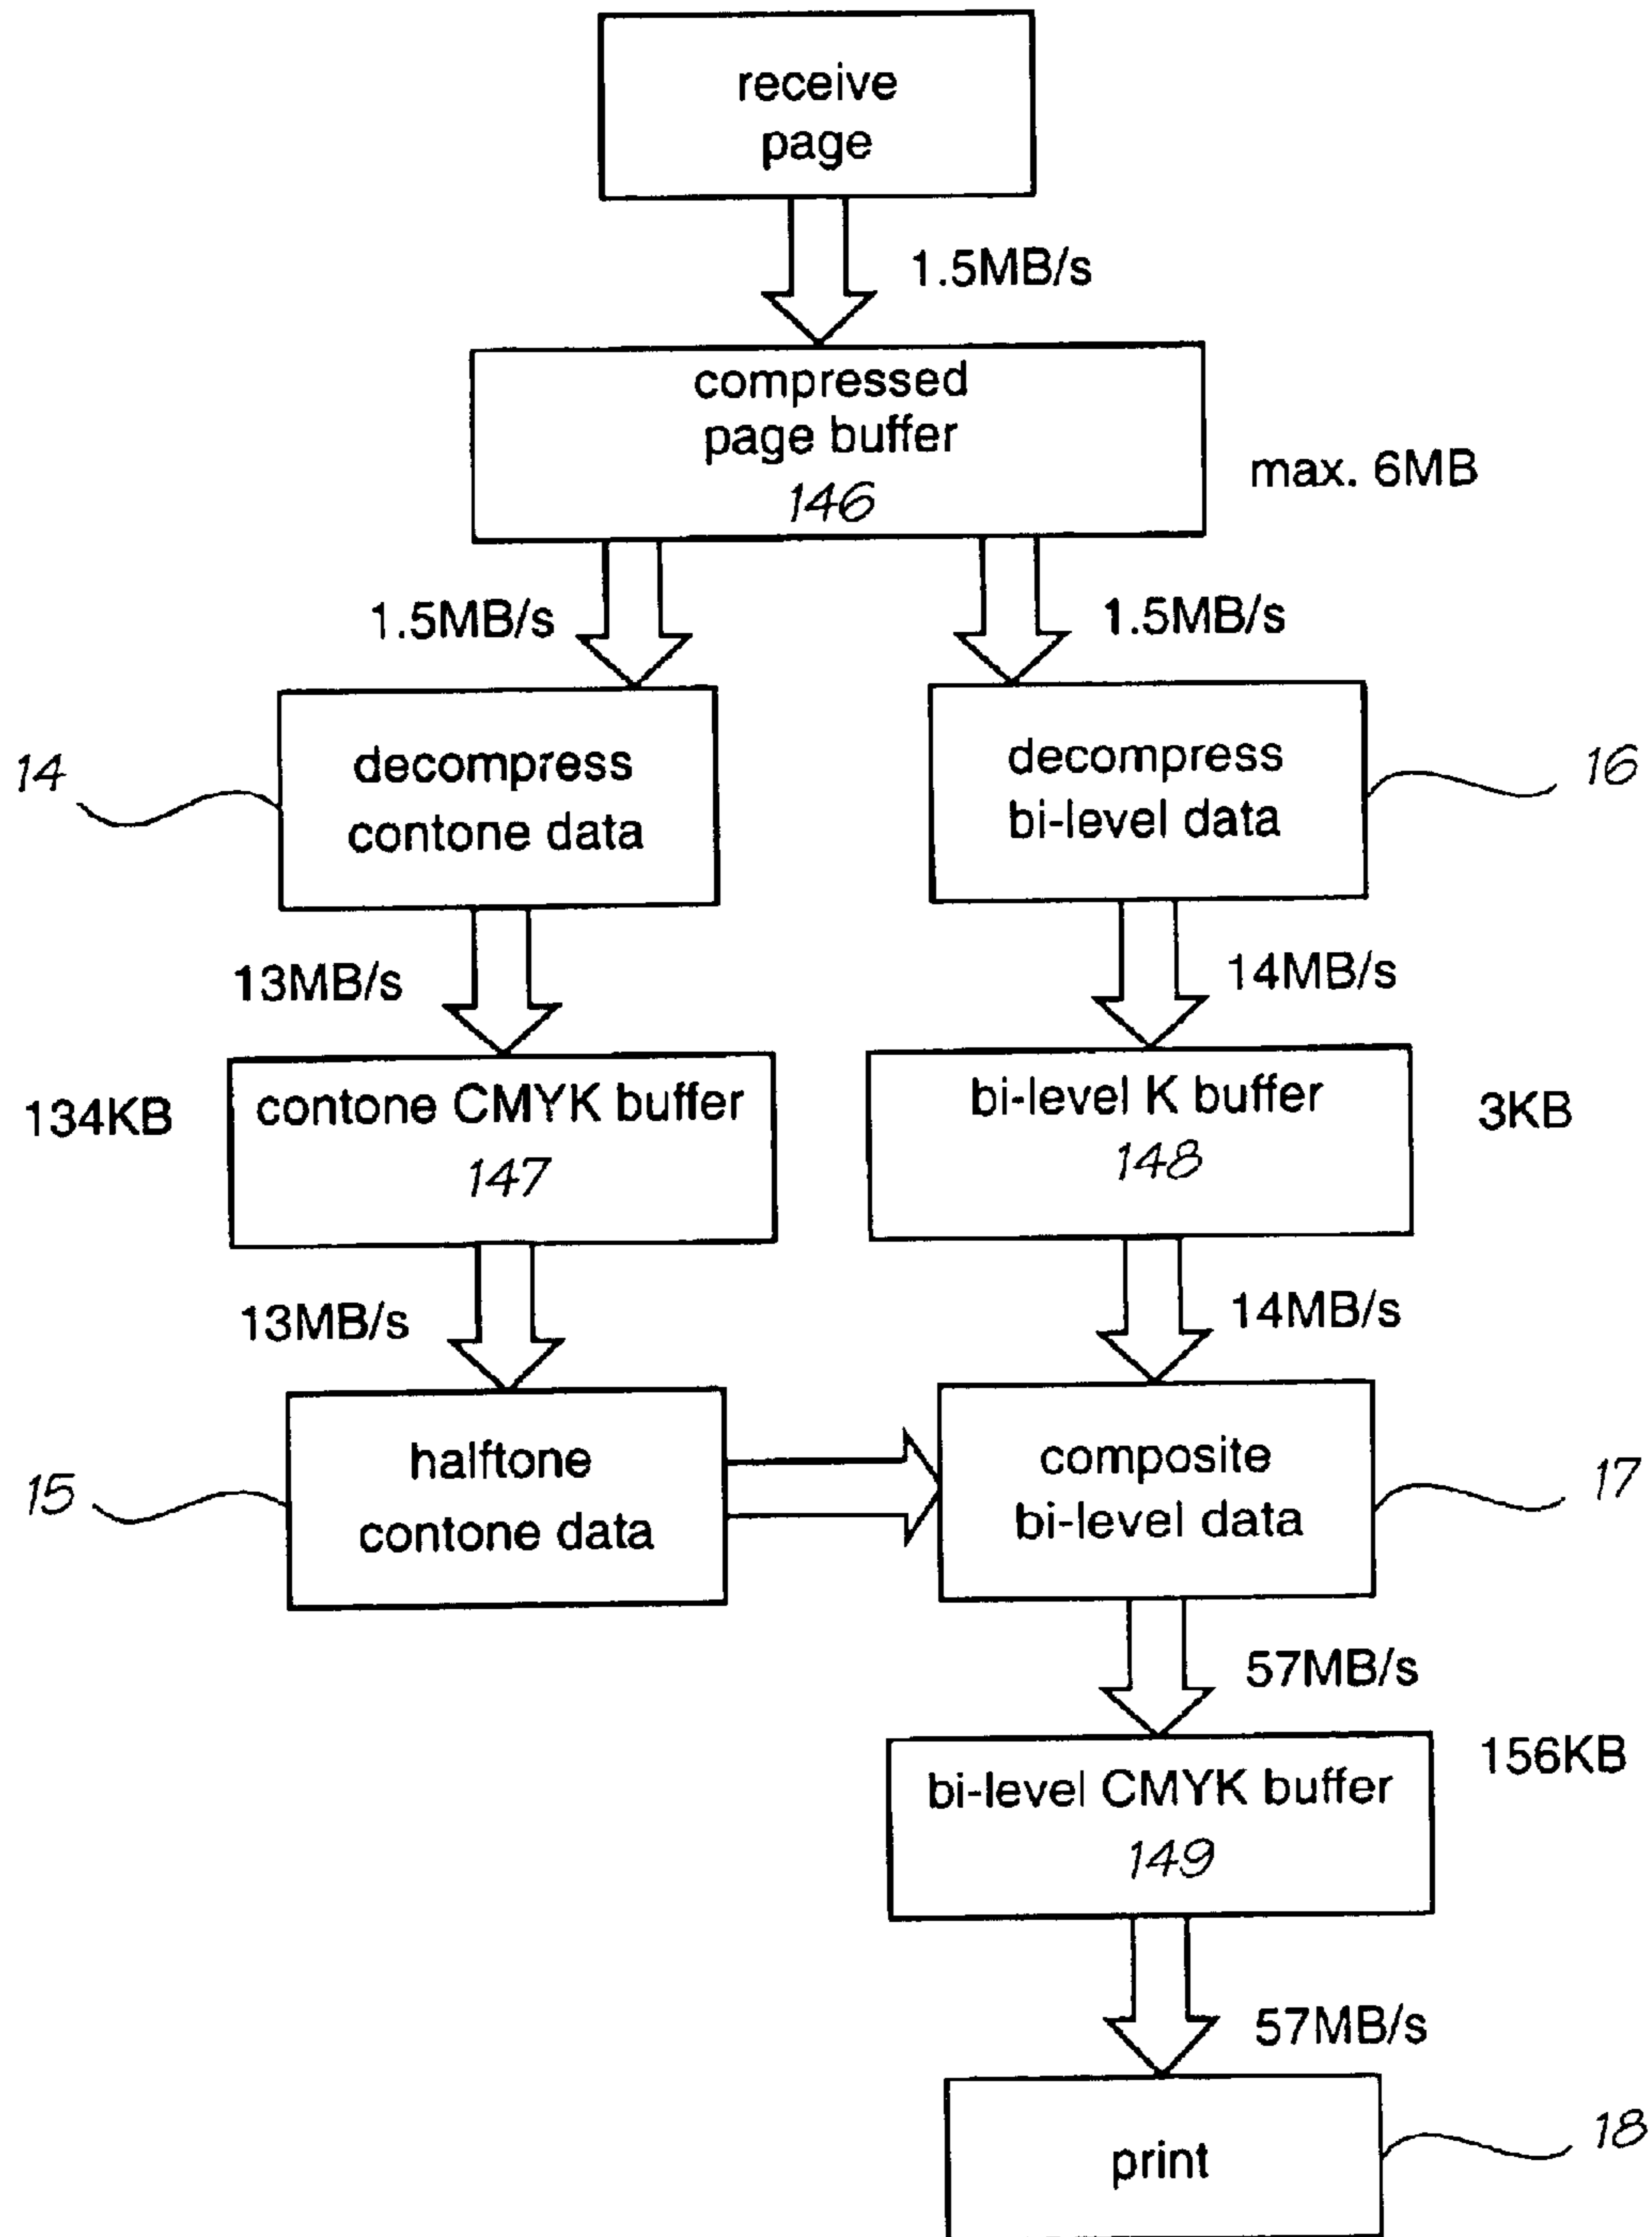 receive
page
1.5MB/s
compressed
page buffer
146
max. 6MB
1.5MB/s
1.5MB/s
14
decompress
contone data
decompress
bi-level data
16
13MB/s
14MB/s
134KB
contone CMYK buffer
147
bi-level K buffer
148
3KB
13MB/s
14MB/s
15
halftone
contone data
composite
bi-level data
17
57MB/s
156KB
bi-level CMYK buffer
149
57MB/s
print
18